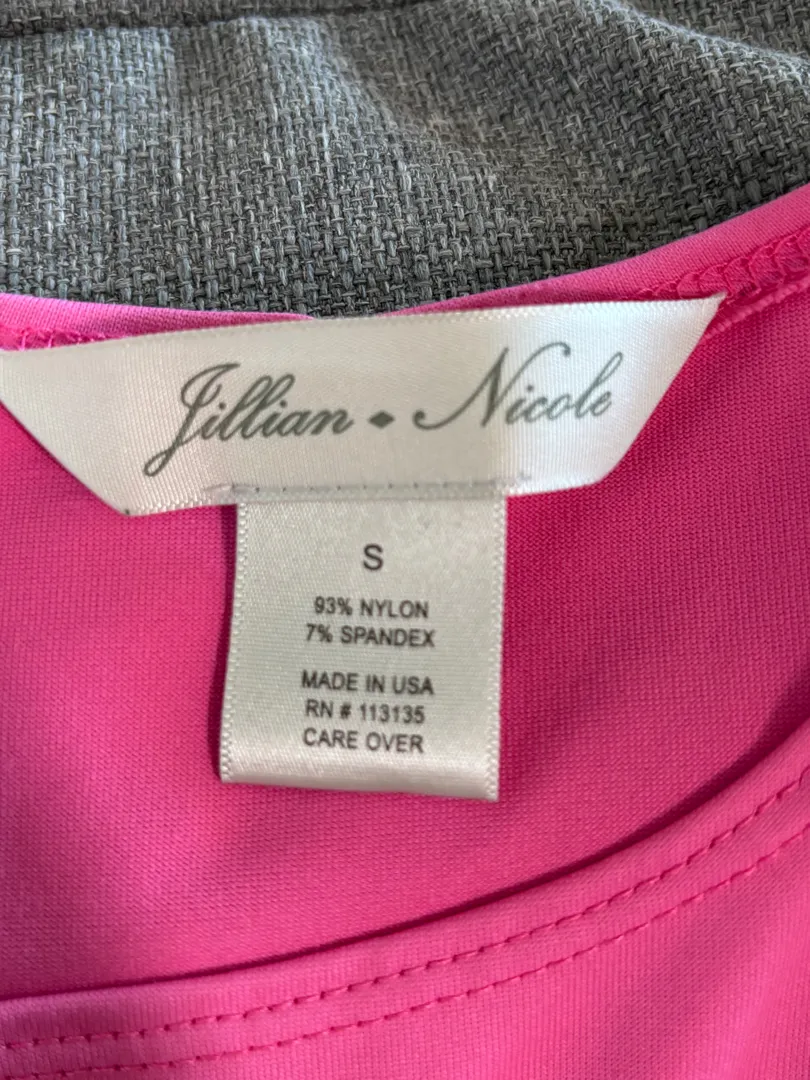 Jillian ◆ Nicole
S
93% NYLON
7% SPANDEX
MADE IN USA
RN # 113135
CARE OVER